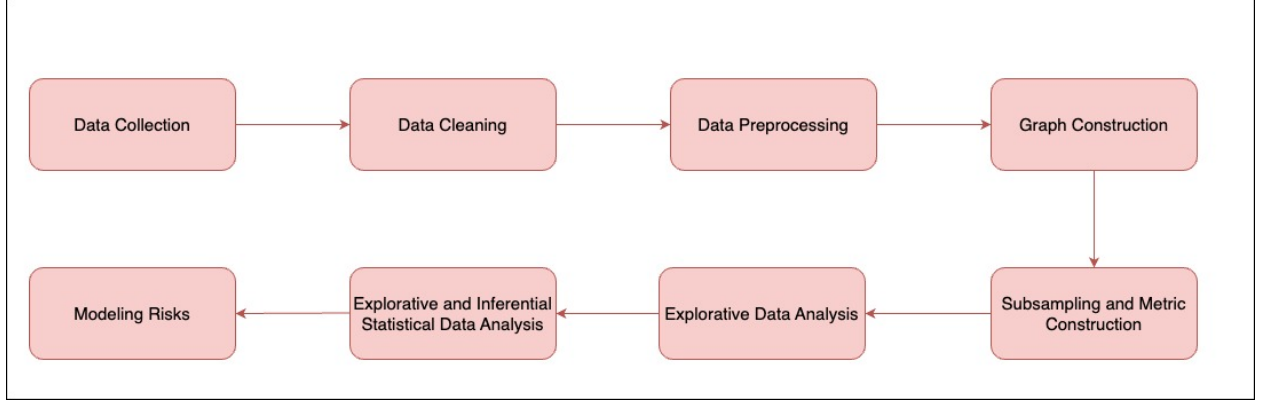 Data Collection
Data Cleaning
Data Preprocessing
Graph Construction
Subsampling and Metric
Construction
Explorative Data Analysis
Explorative and Inferential
Statistical Data Analysis
Modeling Risks